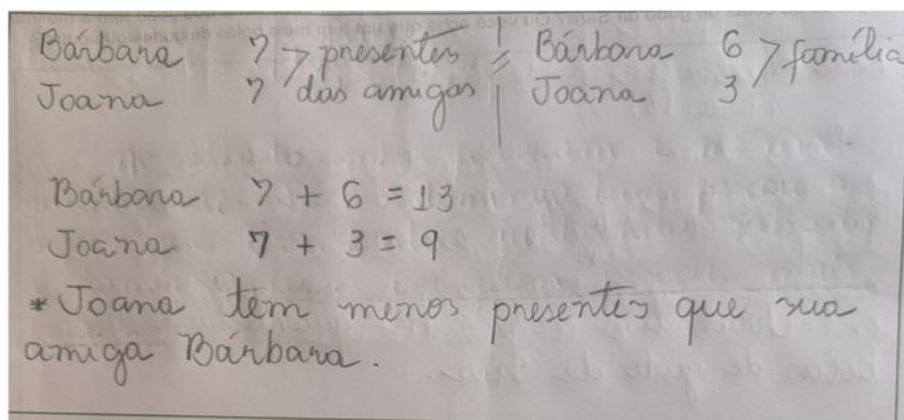 Bárbara 7 > presentes Bárbara 6 > família
Joana 7 das amigas Joana 3
Bárbara 7 + 6 = 13
Joana 7 + 3 = 9
* Joana tem menos presentes que sua
amiga Bárbara.